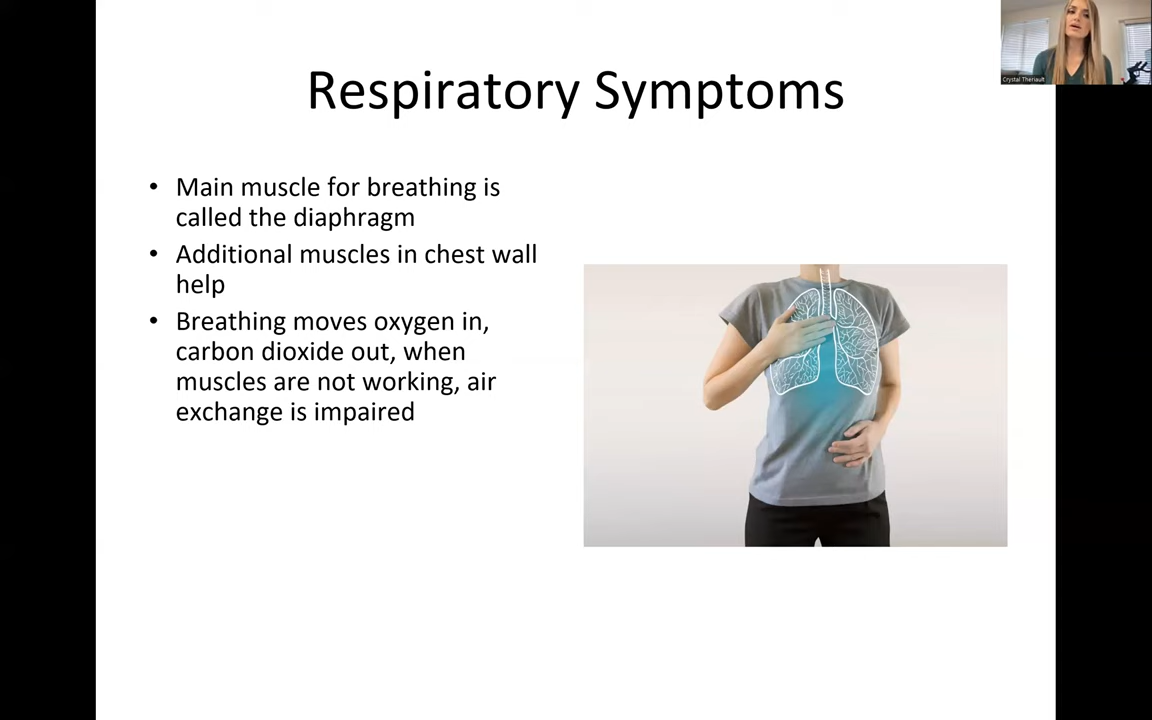 Crystal Theriault
Respiratory Symptoms
• Main muscle for breathing is
called the diaphragm
• Additional muscles in chest wall
help
• Breathing moves oxygen in,
carbon dioxide out, when
muscles are not working, air
exchange is impaired